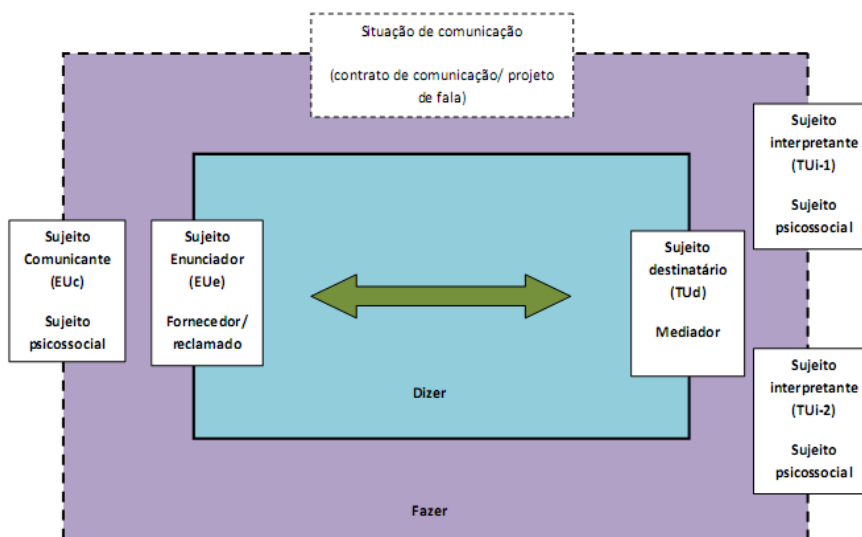 Situação de comunicação
(contrato de comunicação/ projeto
de fala)
Sujeito
interpretante
(TUi-1)
Sujeito
psicossocial
Sujeito
Comunicante
(EUc)
Sujeito
psicossocial
Sujeito
Enunciador
(EUe)
Fornecedor/
reclamado
Sujeito
destinatário
(TUd)
Mediador
Sujeito
interpretante
(TUi-2)
Sujeito
psicossocial
Dizer
Fazer